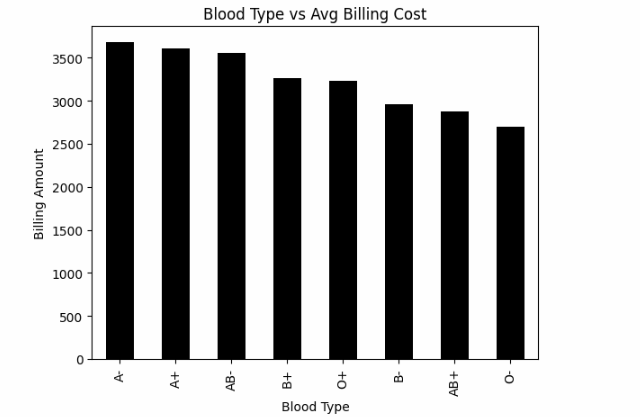 Blood Type vs Avg Billing Cost
Billing Amount
3500
3000
2500
2000
1500
1000
500
0
A-
A+
AB-
B+
O+
B-
AB+
O-
Blood Type